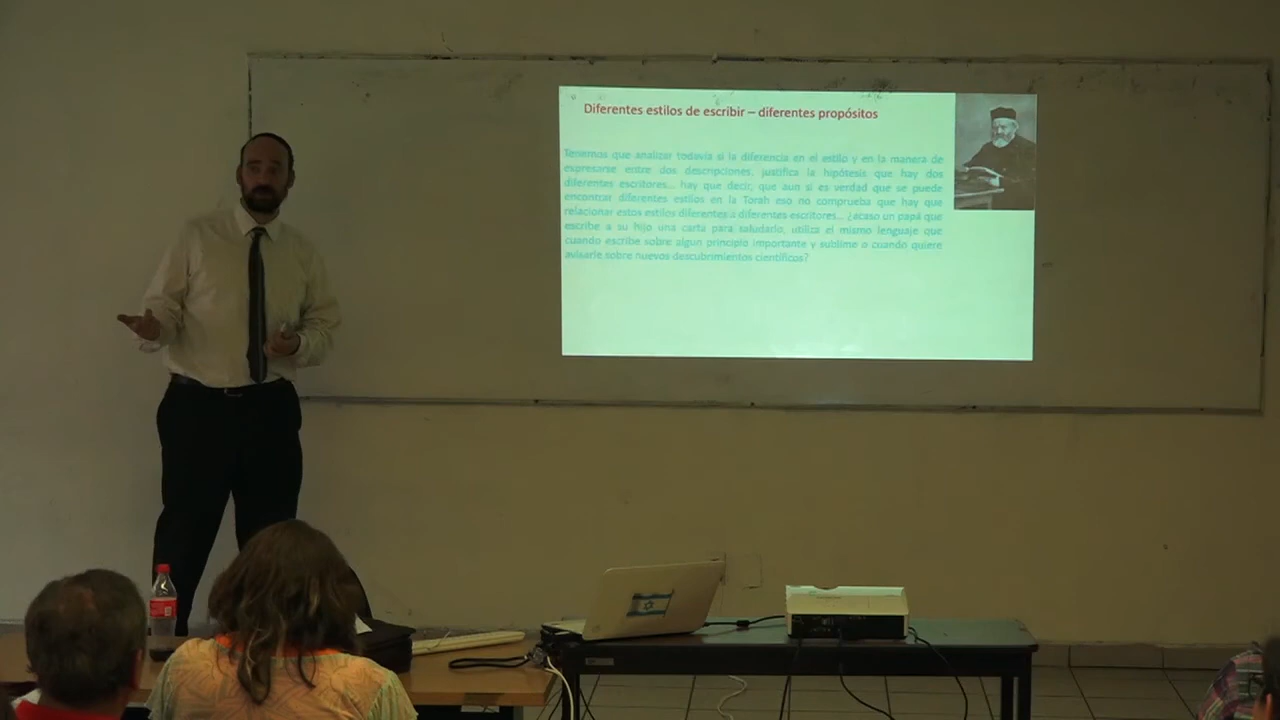 Diferentes estilos de escribir – diferentes propósitos
Tenemos que analizar todavía si la diferencia en el estilo y en la manera de
expresarse entre dos descripciones, justifica la hipótesis que hay dos
diferentes escritores... hay que decir, que aun si es verdad que se puede
encontrar diferentes estilos en la Torah eso no comprueba que hay que
relacionar estos estilos diferentes a diferentes escritores... ¿acaso un papá que
escribe a su hijo una carta para saludarlo, utiliza el mismo lenguaje que
cuando escribe sobre algun principio importante y sublime o cuando quiere
avisarle sobre nuevos descubrimientos científicos?